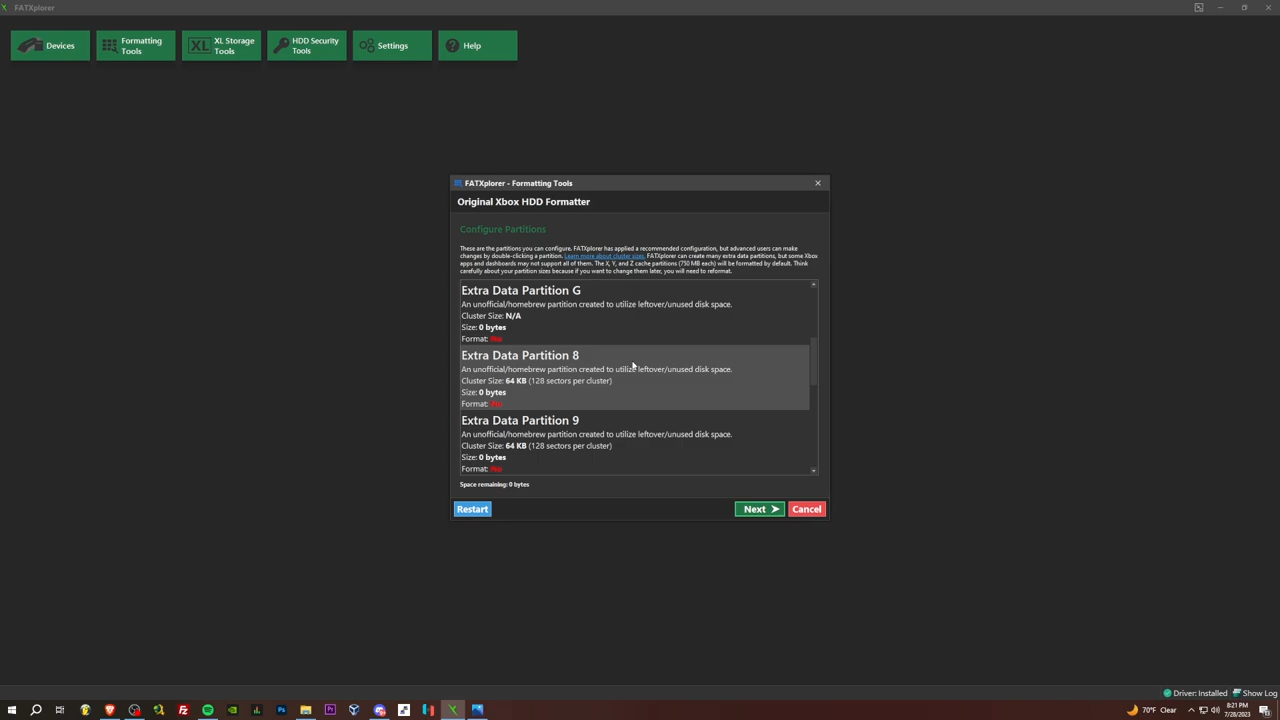 FATXplorer
Devices
Formatting
Tools
XL
XL Storage
Tools
HDD Security
Tools
Settings
Help
FATXplorer - Formatting Tools
Original Xbox HDD Formatter
Configure Partitions
These are the partitions you can configure. FATXplorer has applied a recommended configuration, but advanced users can make
changes by double-clicking a partition. Learn more about cluster sizes. FATXplorer can create many extra data partitions, but some Xbox
apps and dashboards may not support all of them. The X, Y, and Z cache partitions (750 MB each) will be formatted by default. Think
carefully about your partition sizes because if you want to change them later, you will need to reformat.
Extra Data Partition G
An unofficial/homebrew partition created to utilize leftover/unused disk space.
Cluster Size: N/A
Size: 0 bytes
Format: No
Extra Data Partition 8
An unofficial/homebrew partition created to utilize leftover/unused disk space.
Cluster Size: 64 KB (128 sectors per cluster)
Size: 0 bytes
Format: No
Extra Data Partition 9
An unofficial/homebrew partition created to utilize leftover/unused disk space.
Cluster Size: 64 KB (128 sectors per cluster)
Size: 0 bytes
Format: No
Space remaining: 0 bytes
Restart
Next
Cancel
Driver: Installed
Show Log
Fz
Ps
Pr
70°F Clear
8:21 PM
7/28/2023